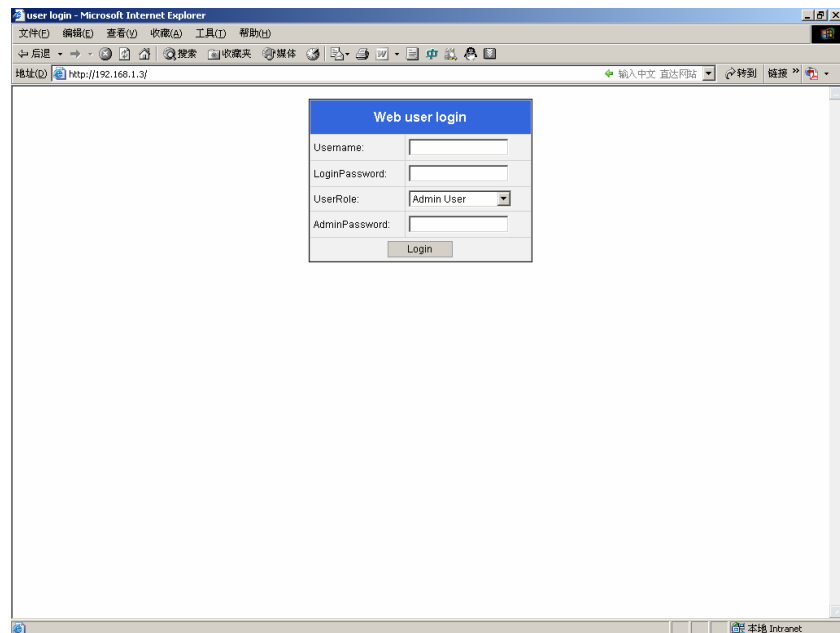 user login - Microsoft Internet Explorer
文件(F) 编辑(E) 查看(V) 收藏(A) 工具(T) 帮助(H)
后退 搜索 收藏夹 媒体
地址(D) http://192.168.1.3/ 输入中文 直达网站 转到 链接 »
Web user login
Username:
LoginPassword:
UserRole: Admin User
AdminPassword:
Login
本地 Intranet